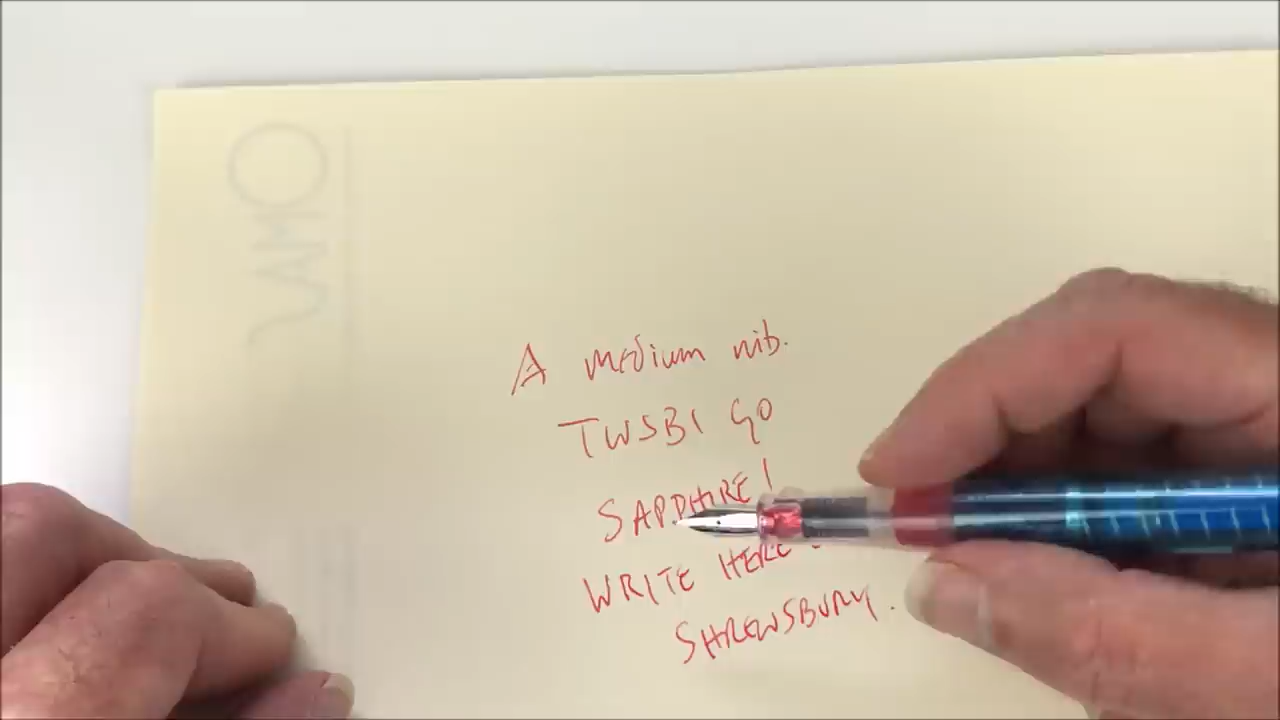 A medium nib.
TWSBI GO
SAPPHIRE!
WRITE HERE
SHREWSBURY.